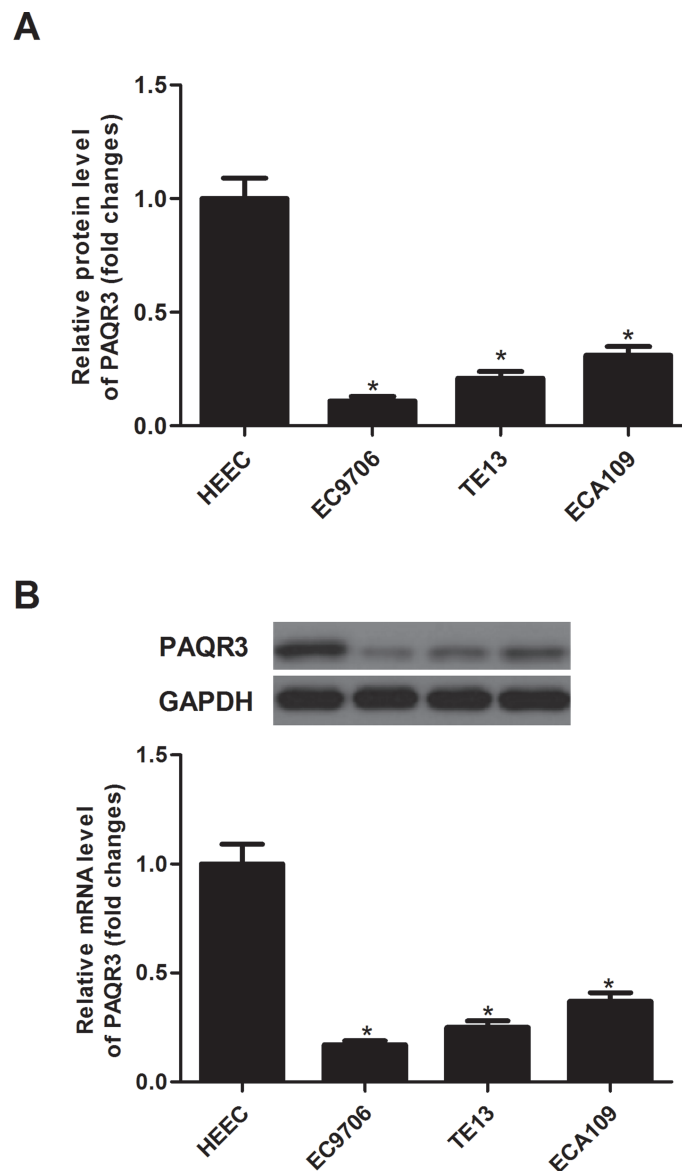 A
Relative protein level
of PAQR3 (fold changes)
1.5
1.0
0.5
0.0
*
*
*
HEEC
EC9706
TE13
ECA109
B
PAQR3
GAPDH
Relative mRNA level
of PAQR3 (fold changes)
1.5
1.0
0.5
0.0
*
*
*
HEEC
EC9706
TE13
ECA109